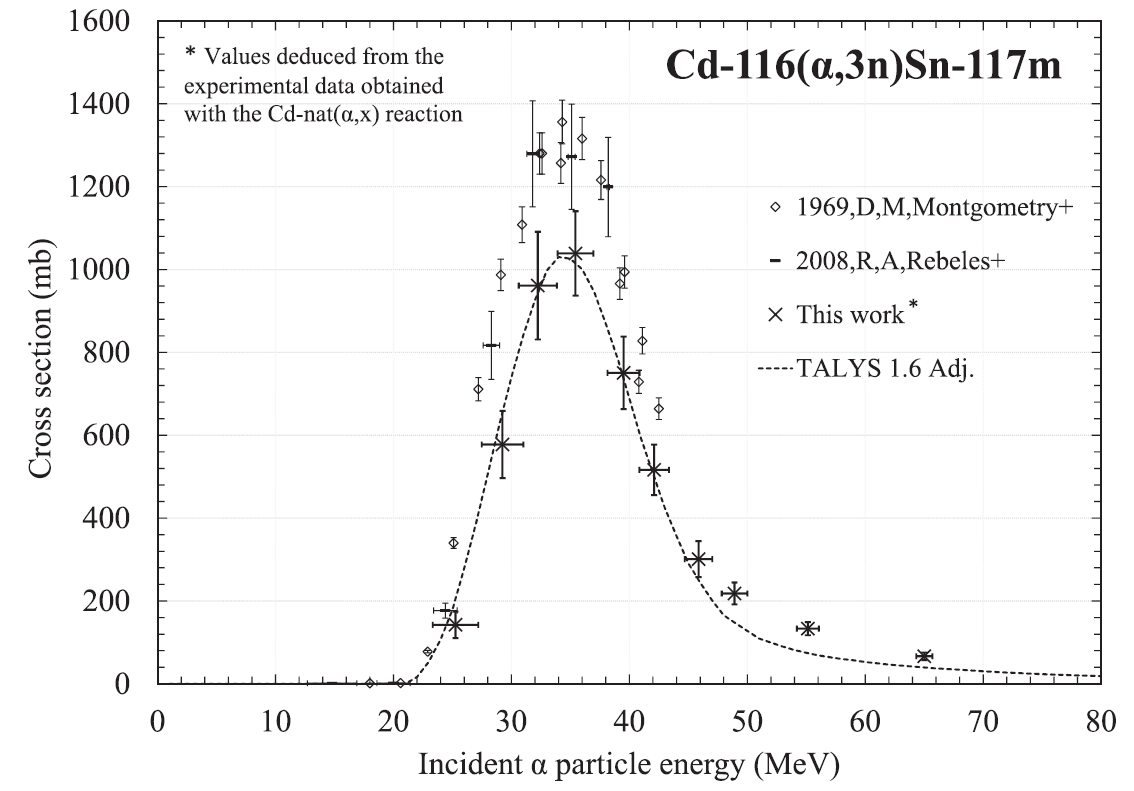 1600
1400
1200
1000
800
600
400
200
0
Cross section (mb)
* Values deduced from the
experimental data obtained
with the Cd-nat(α,x) reaction
Cd-116(α,3n)Sn-117m
1969,D,M,Montgometry+
2008,R,A,Rebeles+
This work*
TALYS 1.6 Adj.
0 10 20 30 40 50 60 70 80
Incident α particle energy (MeV)